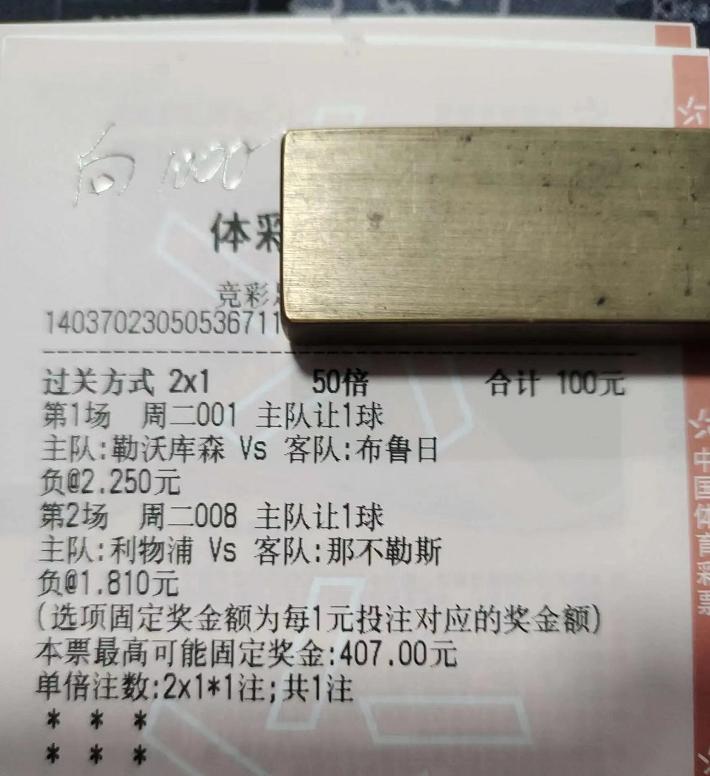 体彩
竞彩
14037023050536711
过关方式 2x1 50倍 合计 100元
第1场 周二001 主队让1球
主队:勒沃库森 Vs 客队:布鲁日
负@2.250元
第2场 周二008 主队让1球
主队:利物浦 Vs 客队:那不勒斯
负@1.810元
(选项固定奖金额为每1元投注对应的奖金额)
本票最高可能固定奖金:407.00元
单倍注数:2x1*1注;共1注
* * *
* * *
中国体育彩票